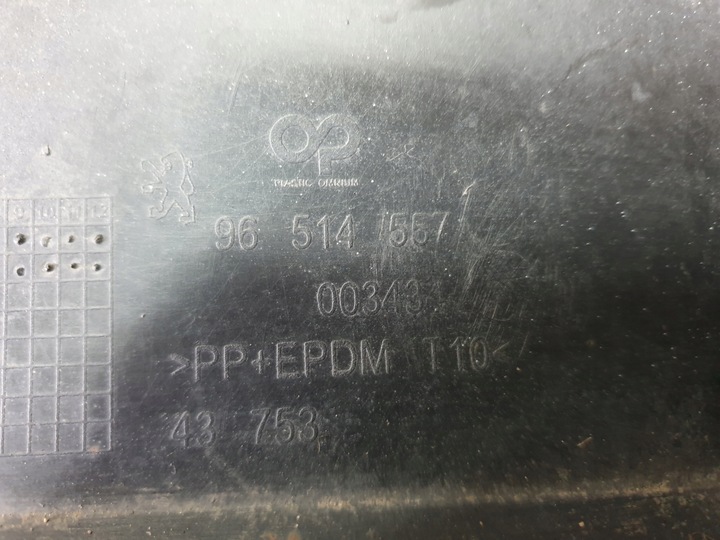 OP
PLASTIC OMNIUM
96 514 557
00343
>PP+EPDM T10<
43 753
9 10 11 12